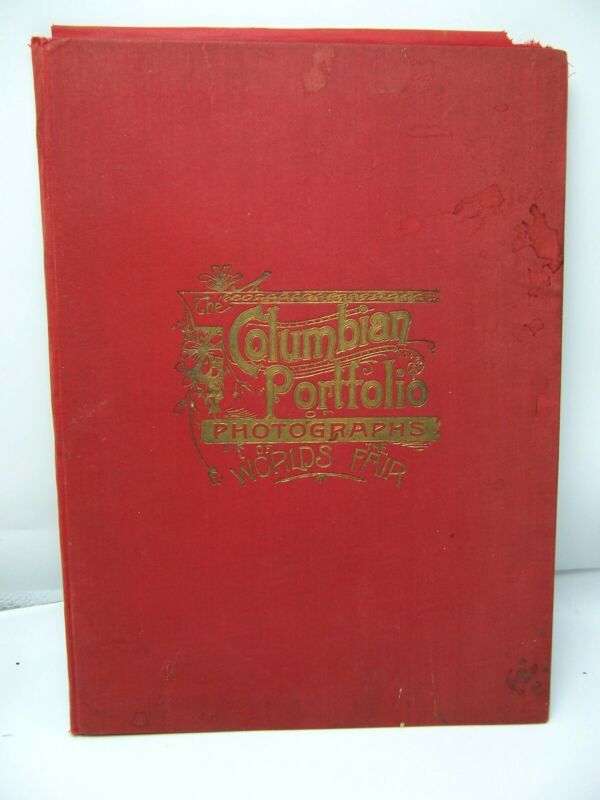 The
Columbian
Portfolio
OF
PHOTOGRAPHS
OF THE
WORLDS FAIR